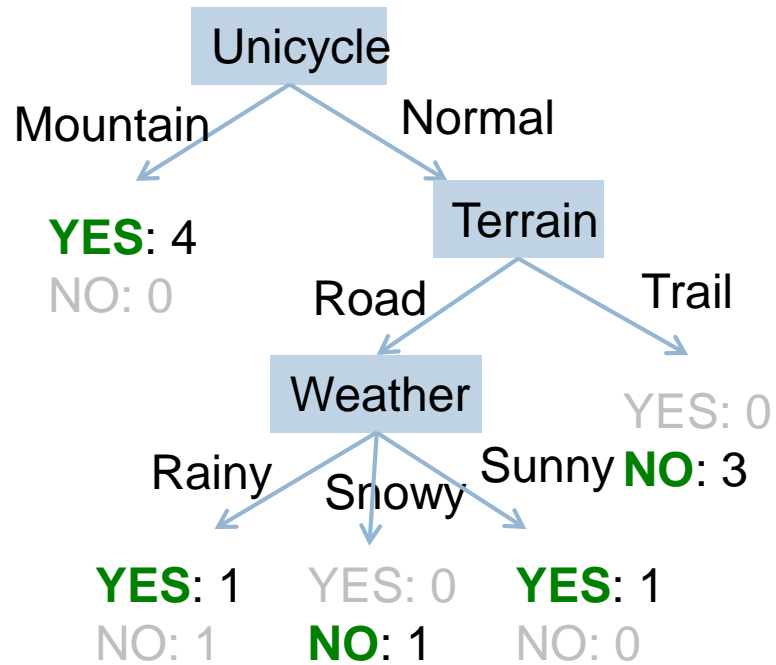 Unicycle
Mountain
Normal
YES: 4
NO: 0
Terrain
Road
Trail
Weather
YES: 0
NO: 3
Rainy
Snowy
Sunny
YES: 1
NO: 1
YES: 0
NO: 1
YES: 1
NO: 0